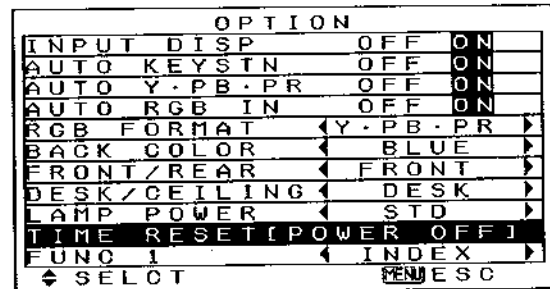 OPTION
INPUT DISP OFF ON
AUTO KEYSTN OFF ON
AUTO Y·PB·PR OFF ON
AUTO RGB IN OFF ON
RGB FORMAT ◀ Y·PB·PR ▶
BACK COLOR ◀ BLUE ▶
FRONT/REAR ◀ FRONT ▶
DESK/CEILING ◀ DESK ▶
LAMP POWER ◀ STD ▶
TIME RESET[POWER OFF]
FUNC 1 ◀ INDEX ▶
SELCT MENU ESC